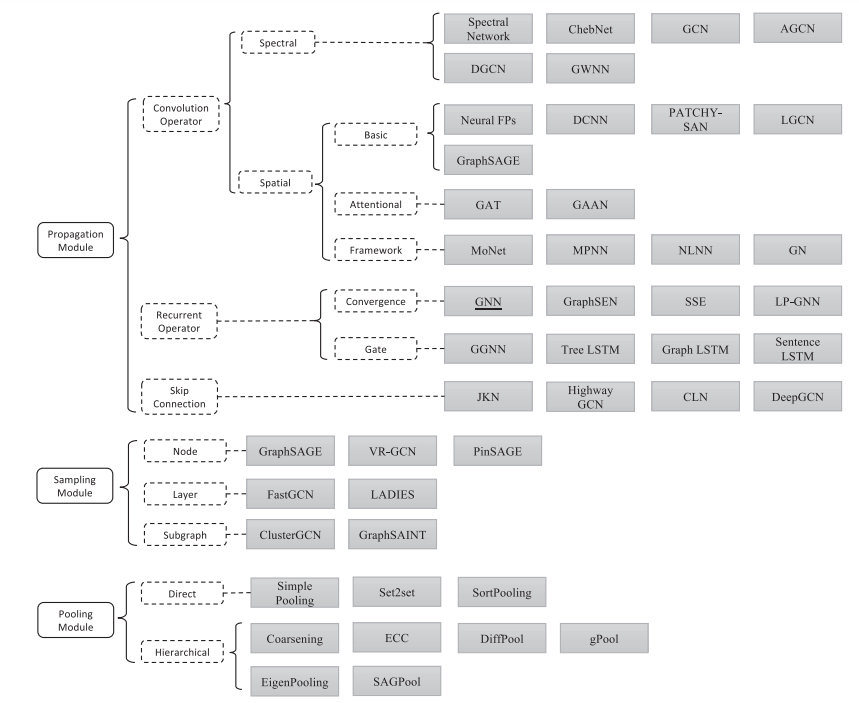 Propagation
Module
Convolution
Operator
Spectral
Spectral
Network
ChebNet
GCN
AGCN
DGCN
GWNN
Spatial
Basic
Neural FPs
DCNN
PATCHY-
SAN
LGCN
GraphSAGE
Attentional
GAT
GAAN
Framework
MoNet
MPNN
NLNN
GN
Recurrent
Operator
Convergence
GNN
GraphSEN
SSE
LP-GNN
Gate
GGNN
Tree LSTM
Graph LSTM
Sentence
LSTM
Skip
Connection
JKN
Highway
GCN
CLN
DeepGCN
Sampling
Module
Node
GraphSAGE
VR-GCN
PinSAGE
Layer
FastGCN
LADIES
Subgraph
ClusterGCN
GraphSAINT
Pooling
Module
Direct
Simple
Pooling
Set2set
SortPooling
Hierarchical
Coarsening
ECC
DiffPool
gPool
EigenPooling
SAGPool